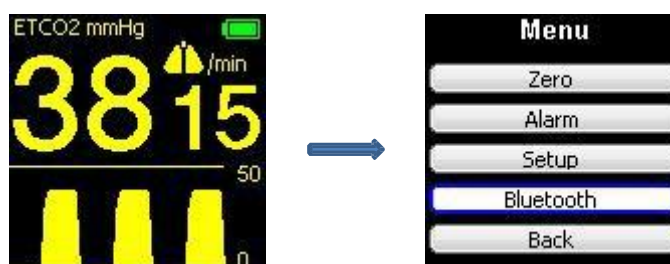 ETCO2 mmHg
38 15 /min
50
0
Menu
Zero
Alarm
Setup
Bluetooth
Back